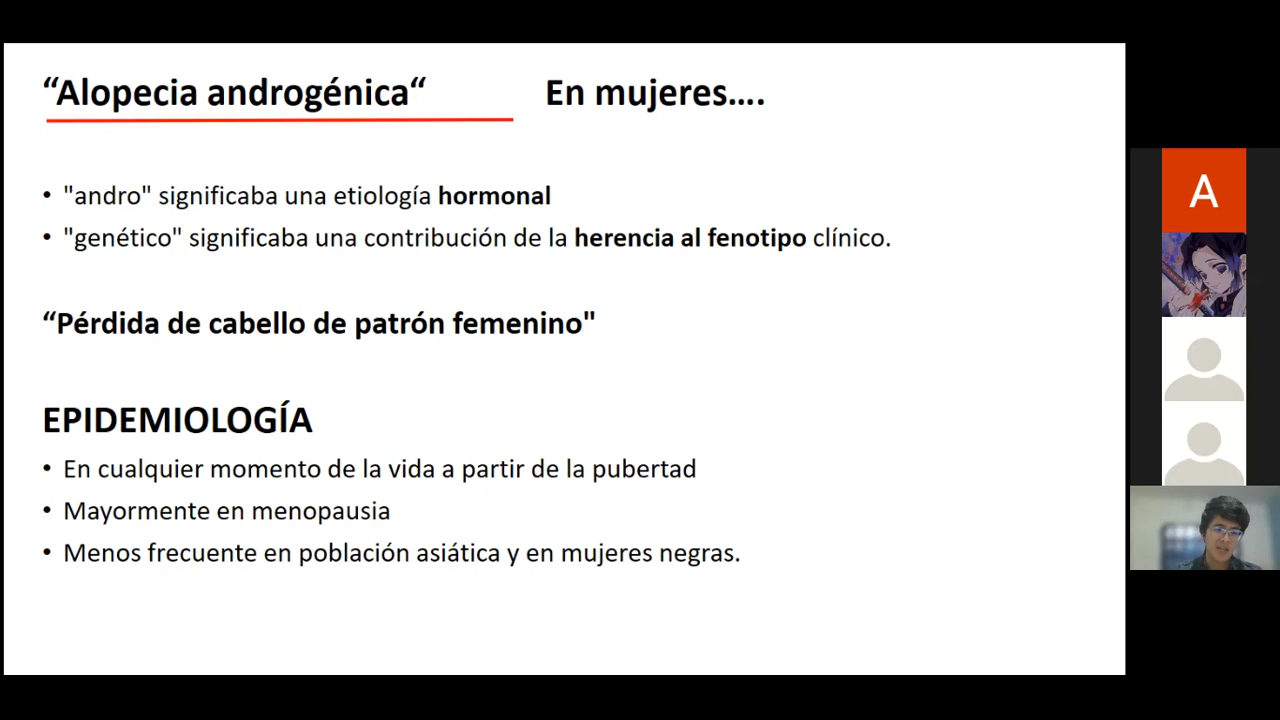 “Alopecia androgénica“ En mujeres….
• "andro" significaba una etiología hormonal
• "genético" significaba una contribución de la herencia al fenotipo clínico.
“Pérdida de cabello de patrón femenino"
EPIDEMIOLOGÍA
• En cualquier momento de la vida a partir de la pubertad
• Mayormente en menopausia
• Menos frecuente en población asiática y en mujeres negras.
A